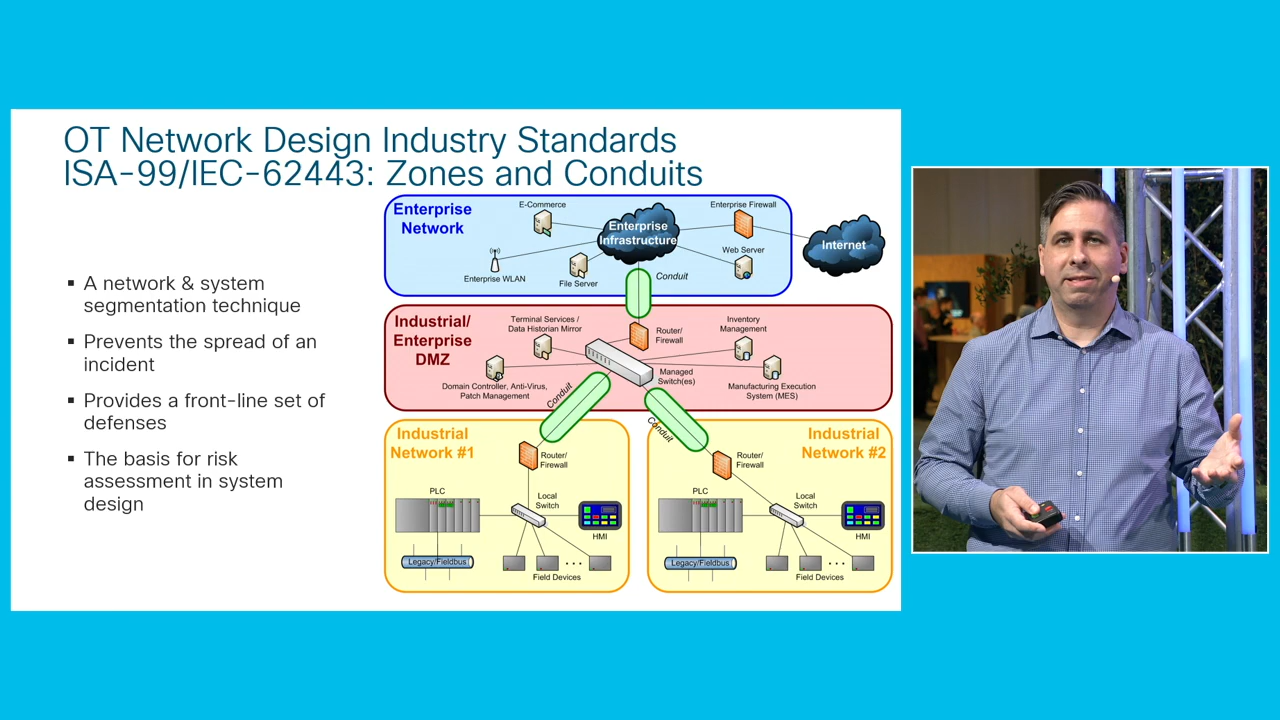 OT Network Design Industry Standards
ISA-99/IEC-62443: Zones and Conduits
▪ A network & system
segmentation technique
▪ Prevents the spread of an
incident
▪ Provides a front-line set of
defenses
▪ The basis for risk
assessment in system
design
Enterprise
Network
E-Commerce
Enterprise WLAN
File Server
Enterprise
Infrastructure
Enterprise Firewall
Web Server
Internet
Conduit
Industrial/
Enterprise
DMZ
Terminal Services /
Data Historian Mirror
Domain Controller, Anti-Virus,
Patch Management
Router/
Firewall
Managed
Switch(es)
Inventory
Management
Manufacturing Execution
System (MES)
Conduit
Conduit
Industrial
Network #1
Router/
Firewall
PLC
Local
Switch
HMI
Legacy/Fieldbus
Field Devices
Industrial
Network #2
Router/
Firewall
PLC
Local
Switch
HMI
Legacy/Fieldbus
Field Devices